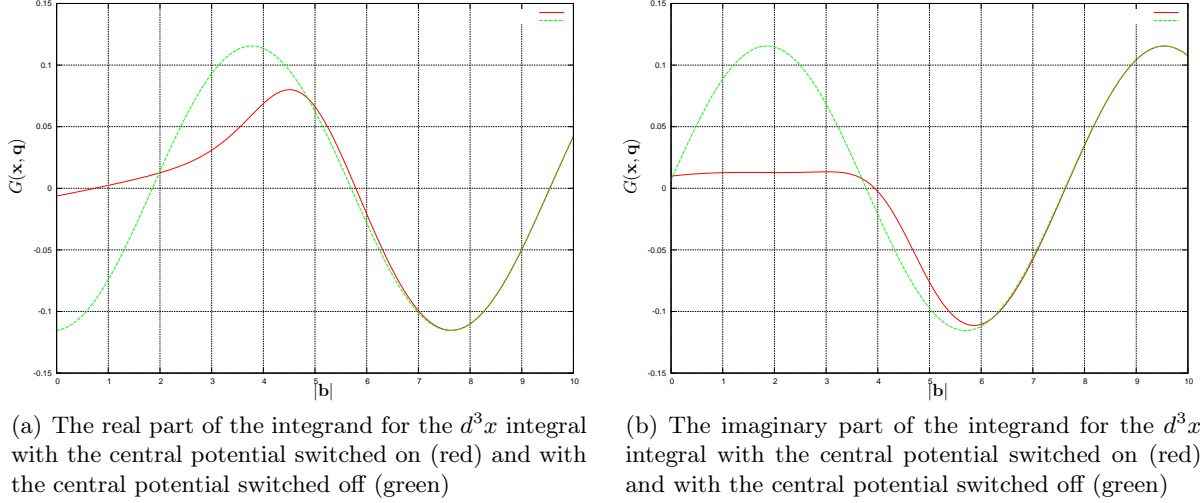 0.15
0.1
0.05
0
-0.05
-0.1
-0.15
G(x, q)
0 1 2 3 4 5 6 7 8 9 10
|b|
(a) The real part of the integrand for the d³x integral
with the central potential switched on (red) and with
the central potential switched off (green)
0.15
0.1
0.05
0
-0.05
-0.1
-0.15
G(x, q)
0 1 2 3 4 5 6 7 8 9 10
|b|
(b) The imaginary part of the integrand for the d³x
integral with the central potential switched on (red)
and with the central potential switched off (green)